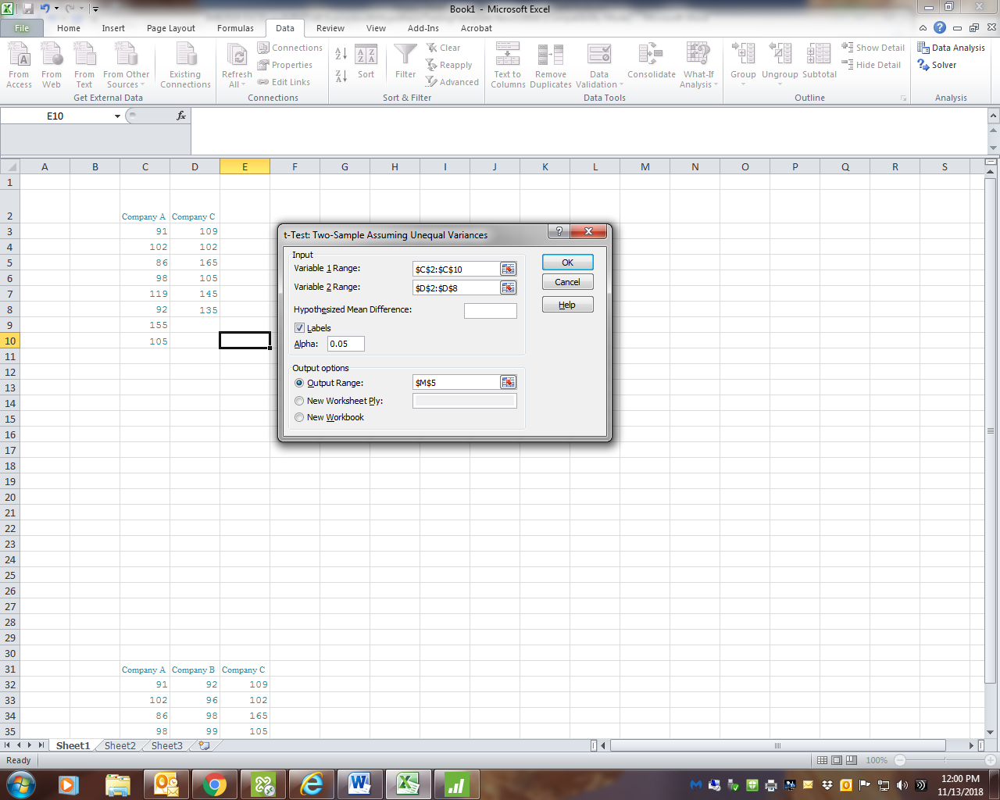 Book1 - Microsoft Excel
File Home Insert Page Layout Formulas Data Review View Add-Ins Acrobat
From Access
From Web
From Text
From Other Sources
Existing Connections
Get External Data
Refresh All
Connections
Properties
Edit Links
Connections
Sort
Filter
Clear
Reapply
Advanced
Sort & Filter
Text to Columns
Remove Duplicates
Data Validation
Consolidate
What-If Analysis
Data Tools
Group
Ungroup
Subtotal
Show Detail
Hide Detail
Outline
Data Analysis
Solver
Analysis
E10 fx
A B C D E F G H I J K L M N O P Q R S
1
2 Company A Company C
3 91 109
4 102 102
5 86 165
6 98 105
7 119 145
8 92 135
9 155
10 105
11
12
13
14
15
16
17
18
19
20
21
22
23
24
25
26
27
28
29
30
31 Company A Company B Company C
32 91 92 109
33 102 96 102
34 86 98 165
35 98 99 105
t-Test: Two-Sample Assuming Unequal Variances
Input
Variable 1 Range: $C$2:$C$10
Variable 2 Range: $D$2:$D$8
Hypothesized Mean Difference:
Labels
Alpha: 0.05
Output options
Output Range: $M$5
New Worksheet Ply:
New Workbook
OK
Cancel
Help
Sheet1 Sheet2 Sheet3
Ready 100%
12:00 PM
11/13/2018